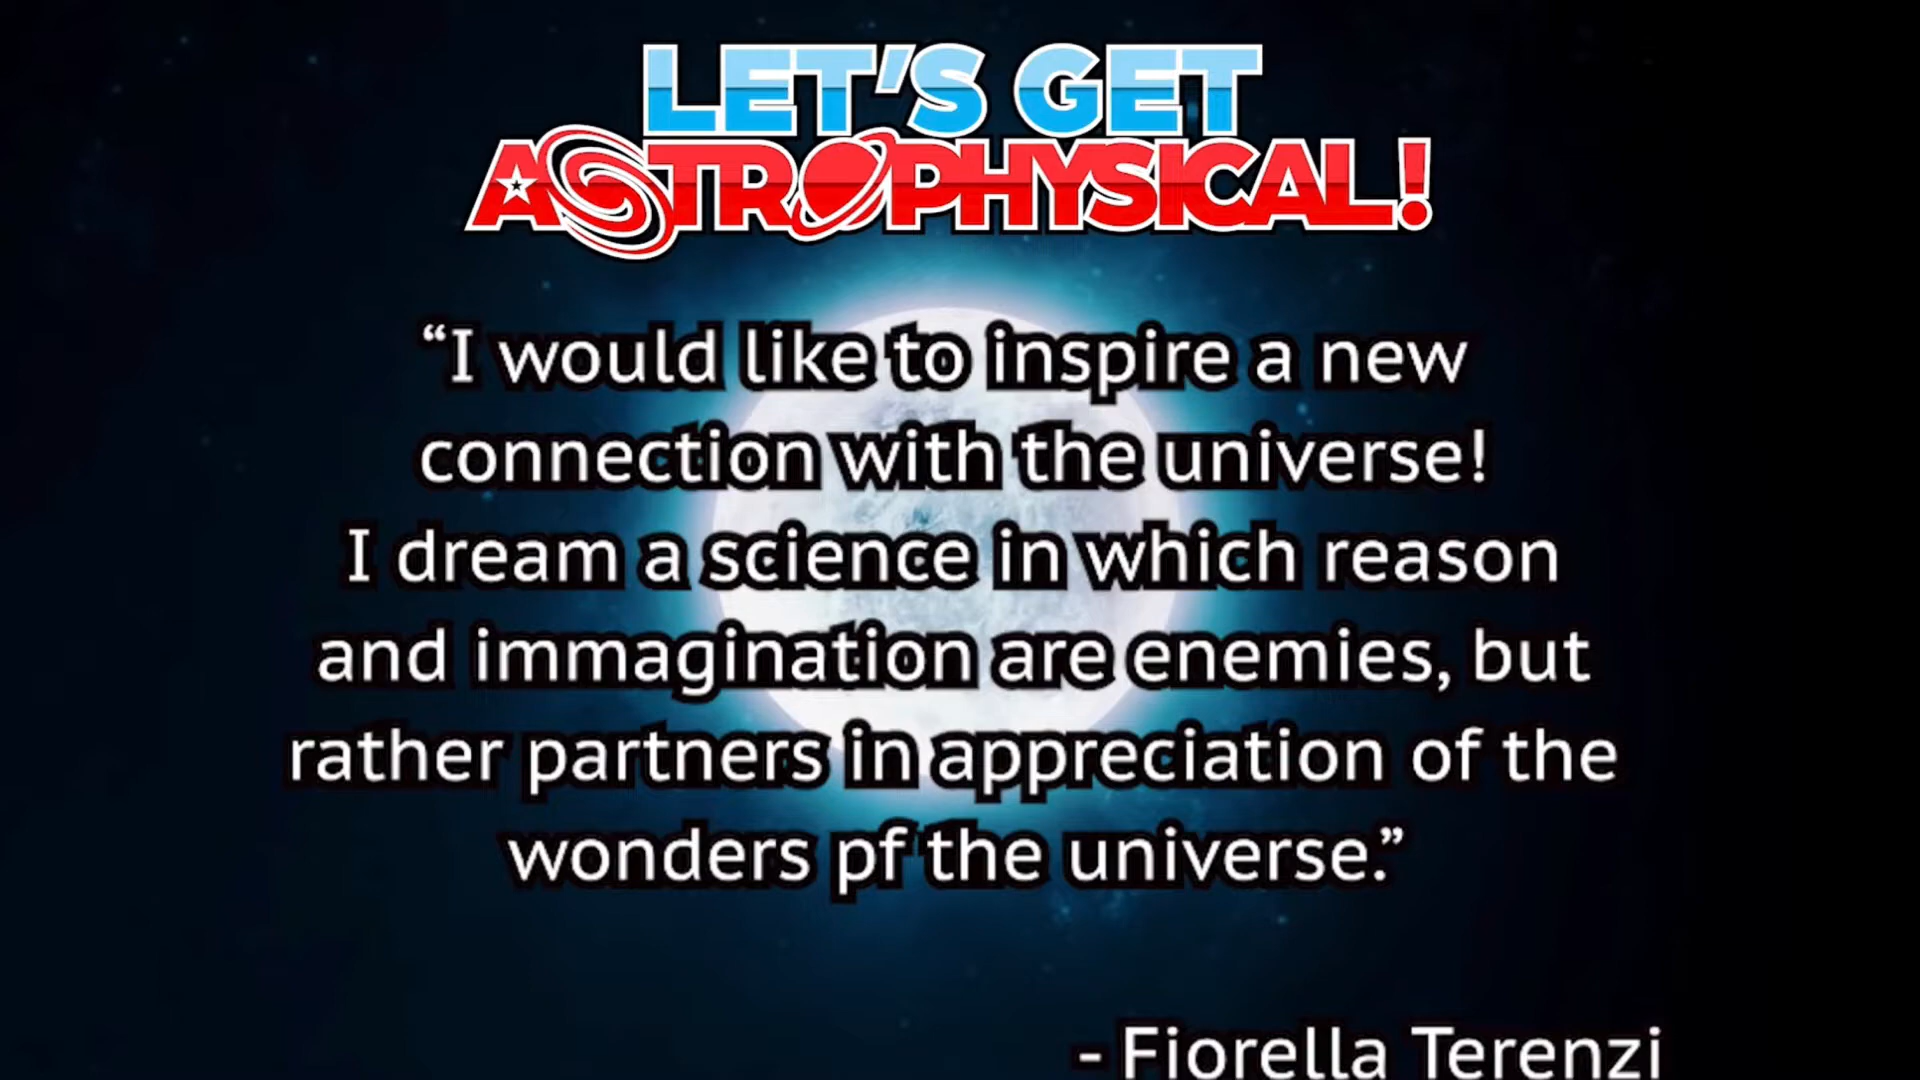 LET'S GET
ASTROPHYSICAL!
“I would like to inspire a new
connection with the universe!
I dream a science in which reason
and immagination are enemies, but
rather partners in appreciation of the
wonders pf the universe.”
- Fiorella Terenzi